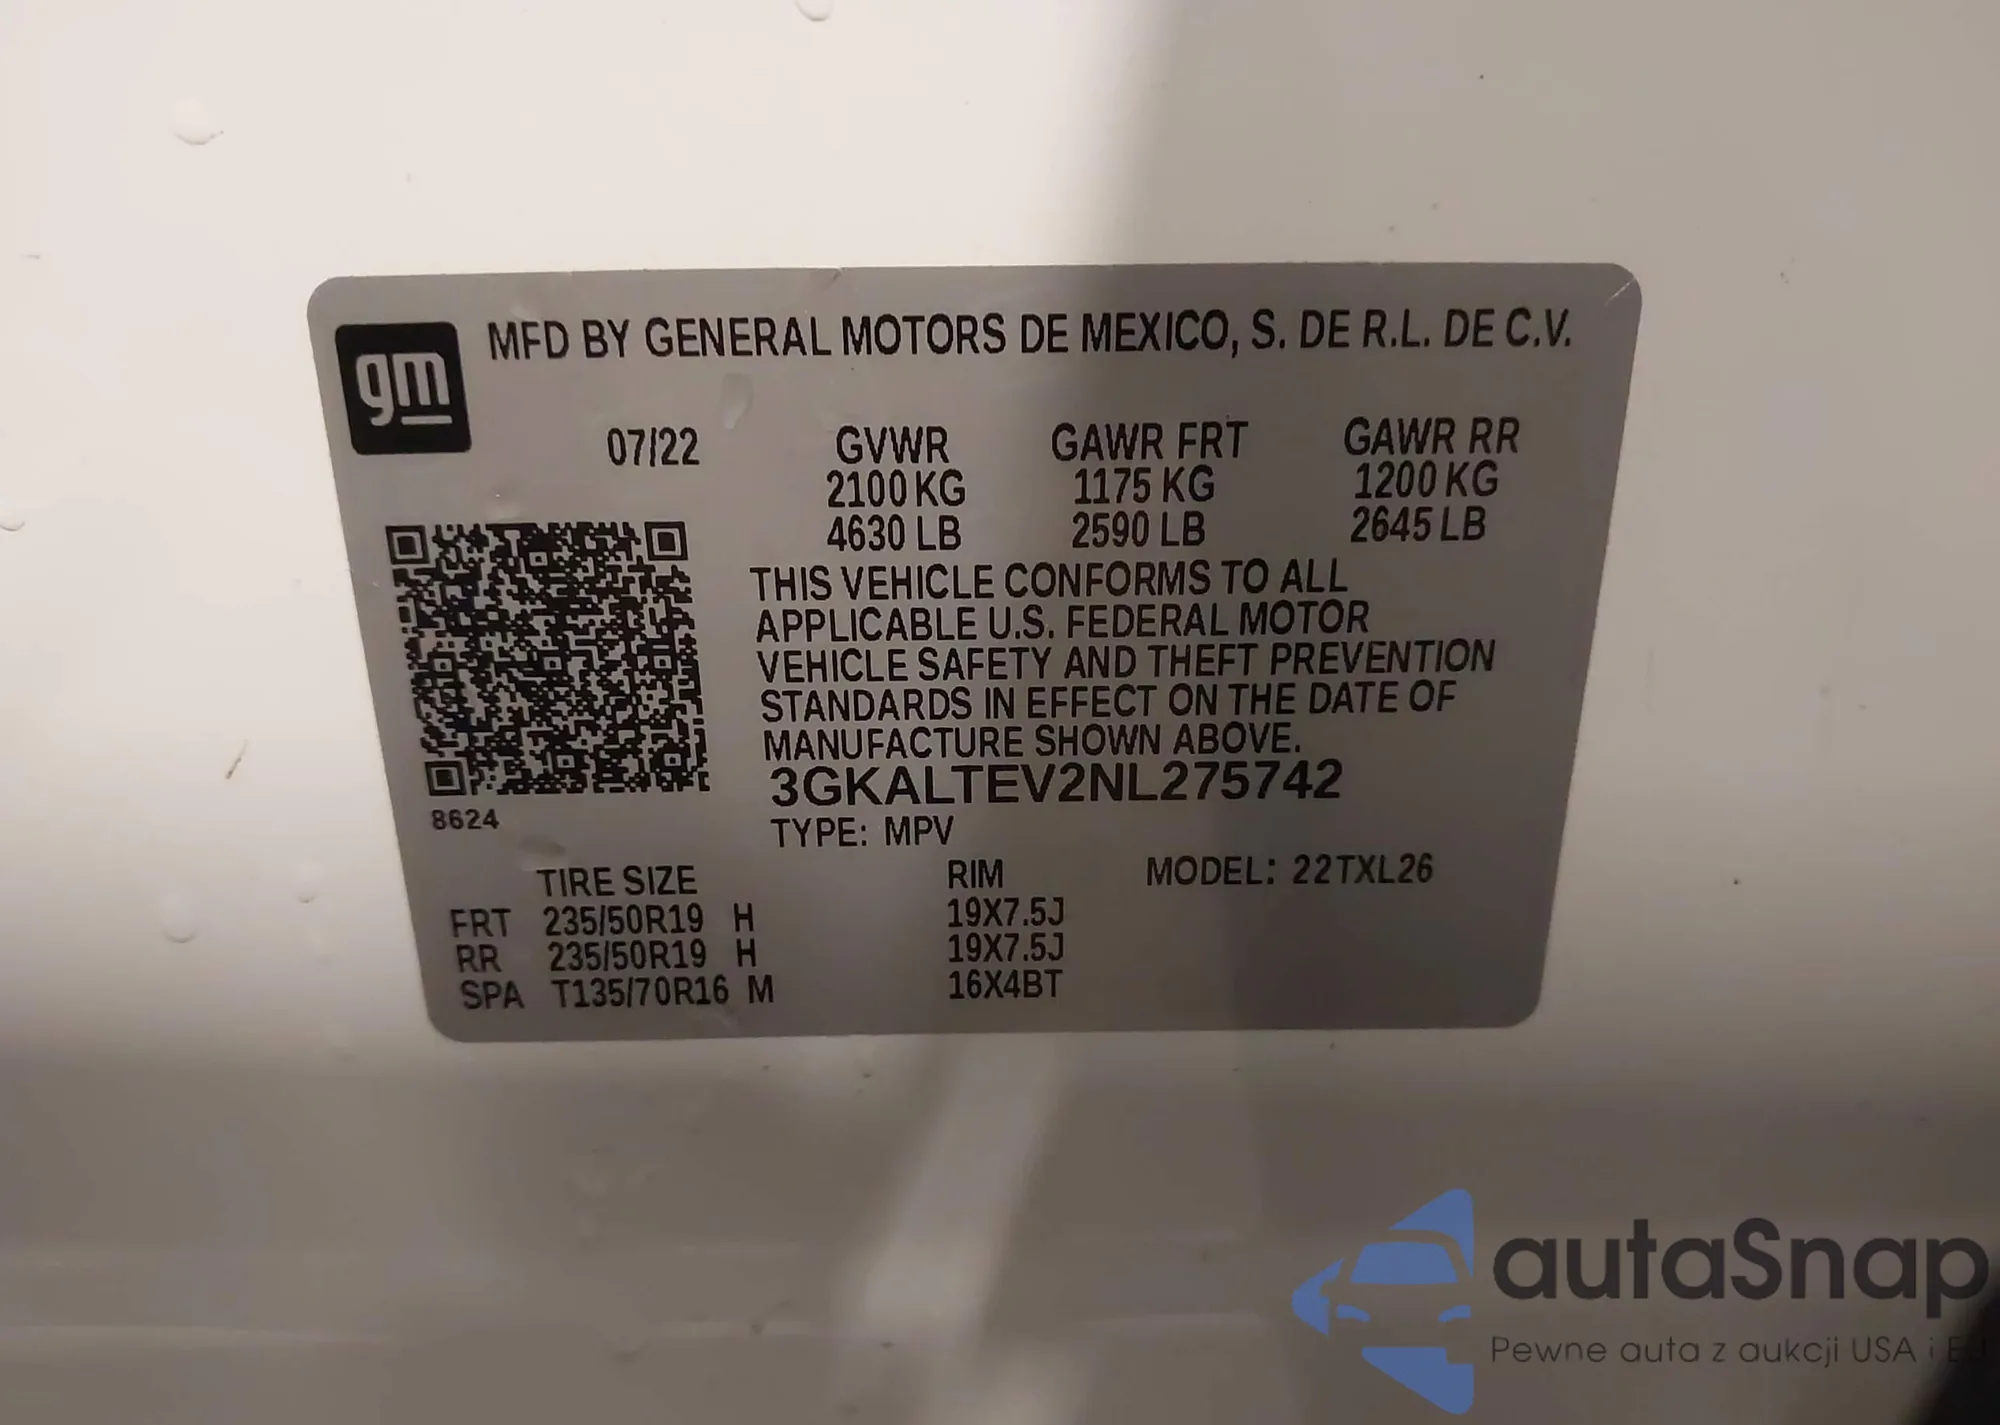 gm
MFD BY GENERAL MOTORS DE MEXICO, S. DE R.L. DE C.V.
07/22 GVWR GAWR FRT GAWR RR
2100 KG 1175 KG 1200 KG
4630 LB 2590 LB 2645 LB
THIS VEHICLE CONFORMS TO ALL
APPLICABLE U.S. FEDERAL MOTOR
VEHICLE SAFETY AND THEFT PREVENTION
STANDARDS IN EFFECT ON THE DATE OF
MANUFACTURE SHOWN ABOVE.
3GKALTEV2NL275742
8624
TYPE: MPV
TIRE SIZE RIM MODEL: 22TXL26
FRT 235/50R19 H 19X7.5J
RR 235/50R19 H 19X7.5J
SPA T135/70R16 M 16X4BT
autaSnap
Pewne auta z aukcji USA i EU